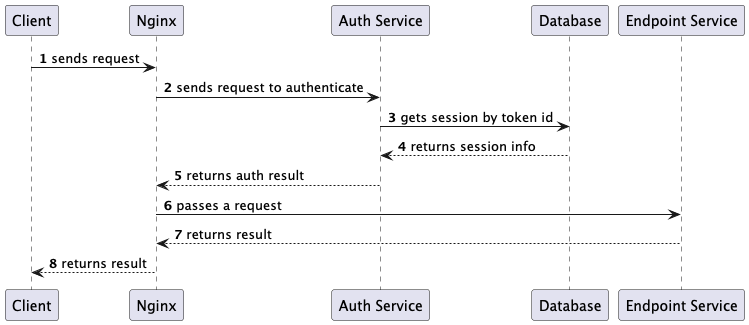 Client Nginx Auth Service Database Endpoint Service
1 sends request
2 sends request to authenticate
3 gets session by token id
4 returns session info
5 returns auth result
6 passes a request
7 returns result
8 returns result
Client Nginx Auth Service Database Endpoint Service